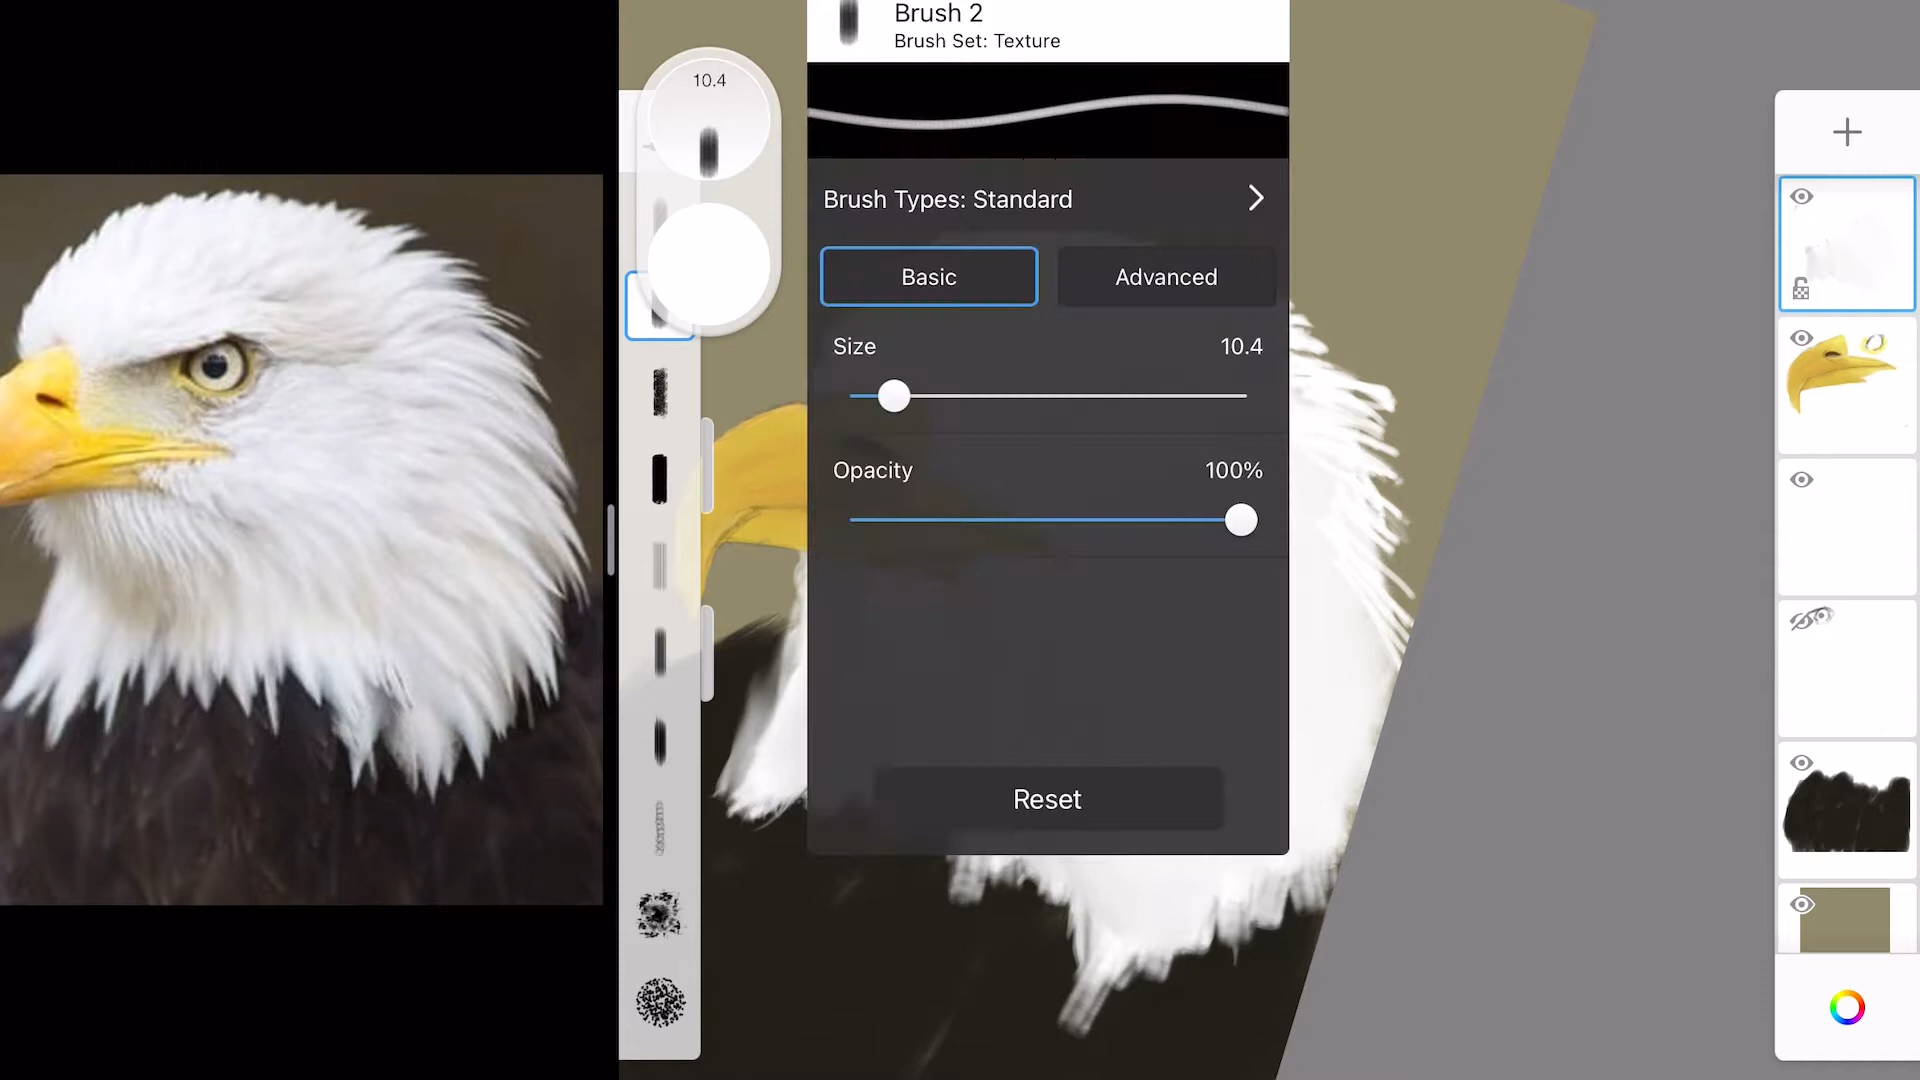 10.4
Brush 2
Brush Set: Texture
Brush Types: Standard
Basic
Advanced
Size
10.4
Opacity
100%
Reset